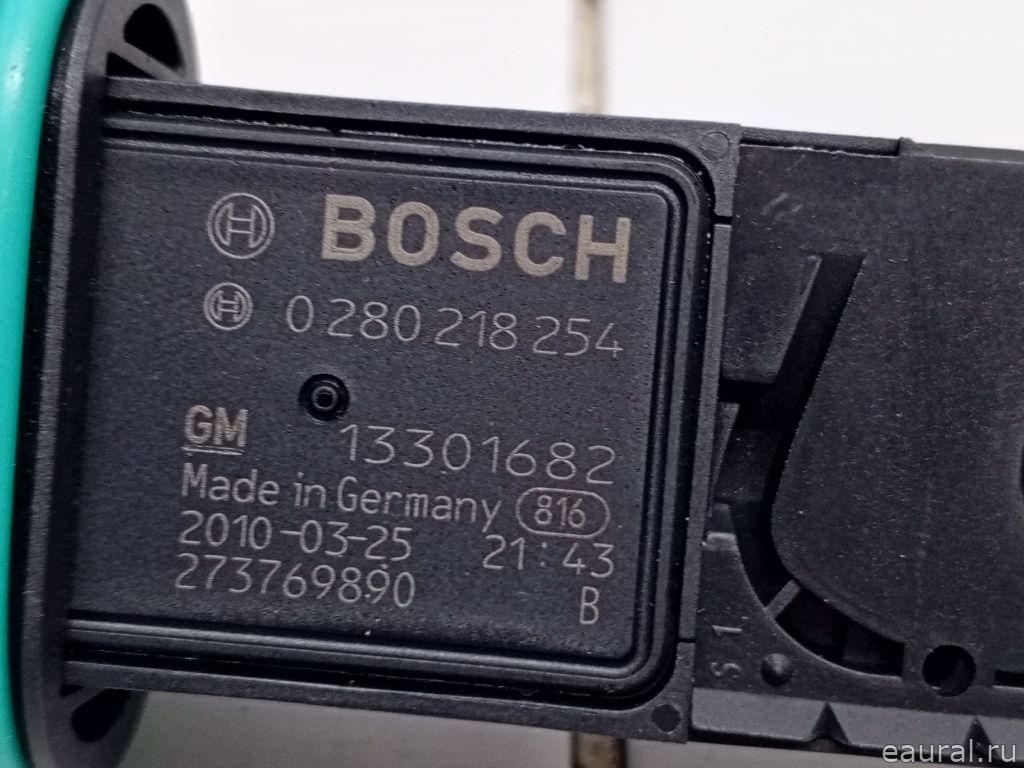 BOSCH
0 280 218 254
GM
13301682
Made in Germany 816
2010-03-25 21:43
273769890 B
S 1
eaural.ru